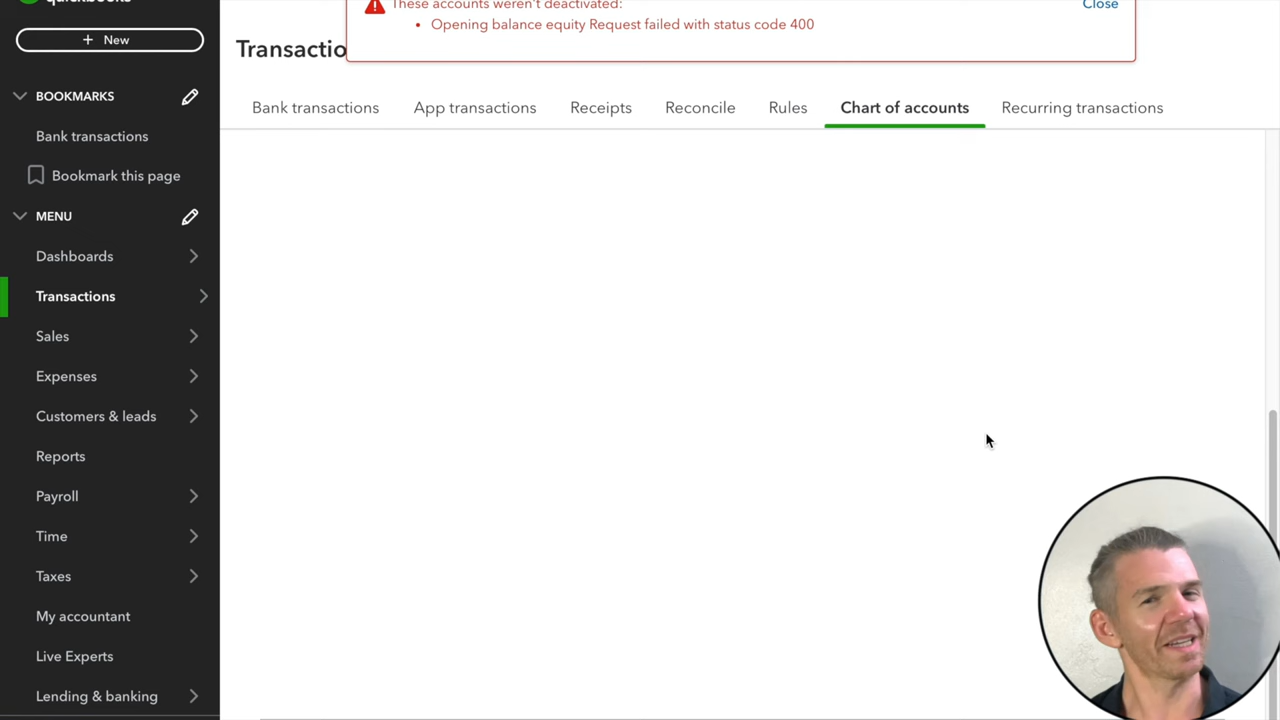 quickbooks
+ New
BOOKMARKS
Bank transactions
Bookmark this page
MENU
Dashboards
Transactions
Sales
Expenses
Customers & leads
Reports
Payroll
Time
Taxes
My accountant
Live Experts
Lending & banking
These accounts weren't deactivated:
Close
• Opening balance equity Request failed with status code 400
Transactio
Bank transactions
App transactions
Receipts
Reconcile
Rules
Chart of accounts
Recurring transactions